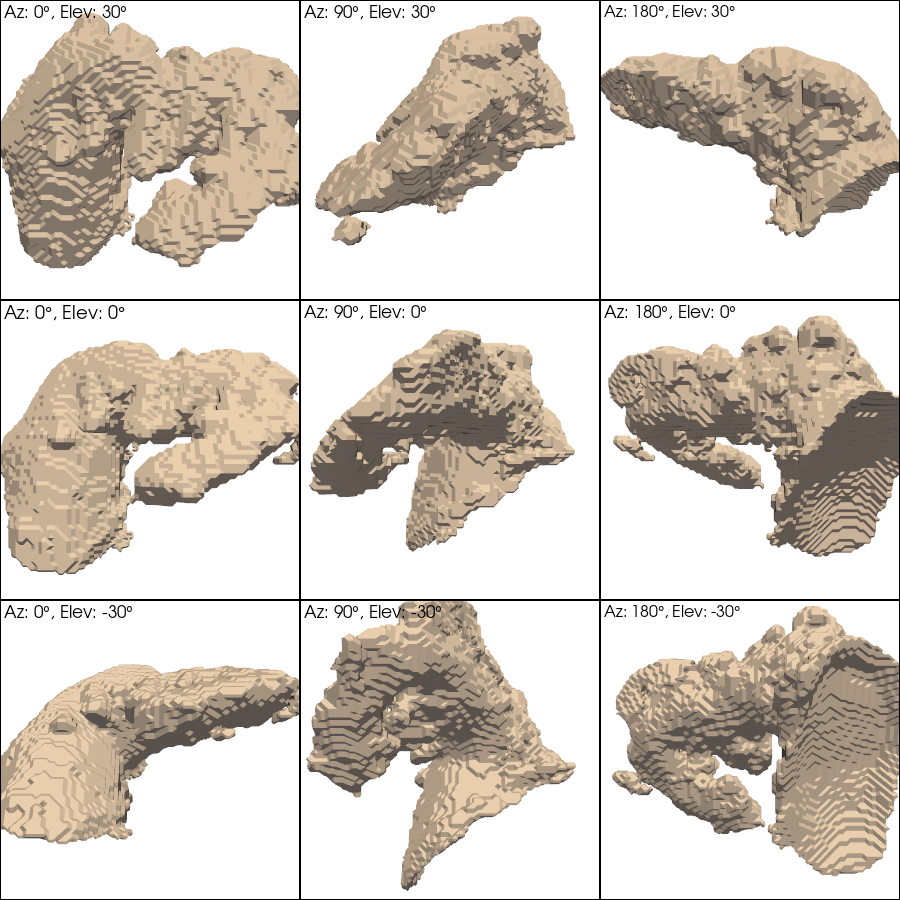 Az: 0°, Elev: 30°
Az: 90°, Elev: 30°
Az: 180°, Elev: 30°
Az: 0°, Elev: 0°
Az: 90°, Elev: 0°
Az: 180°, Elev: 0°
Az: 0°, Elev: -30°
Az: 90°, Elev: -30°
Az: 180°, Elev: -30°